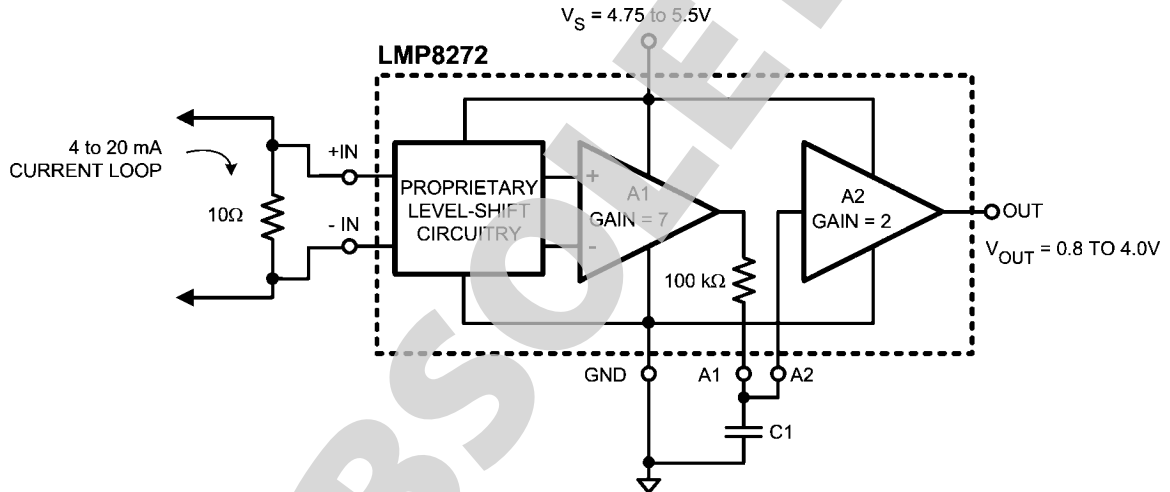 V_S = 4.75 to 5.5V
LMP8272
4 to 20 mA
CURRENT LOOP
+IN
10Ω
- IN
PROPRIETARY
LEVEL-SHIFT
CIRCUITRY
+
-
A1
GAIN = 7
100 kΩ
A2
GAIN = 2
OUT
V_OUT = 0.8 TO 4.0V
GND
A1
A2
C1
BSOLE